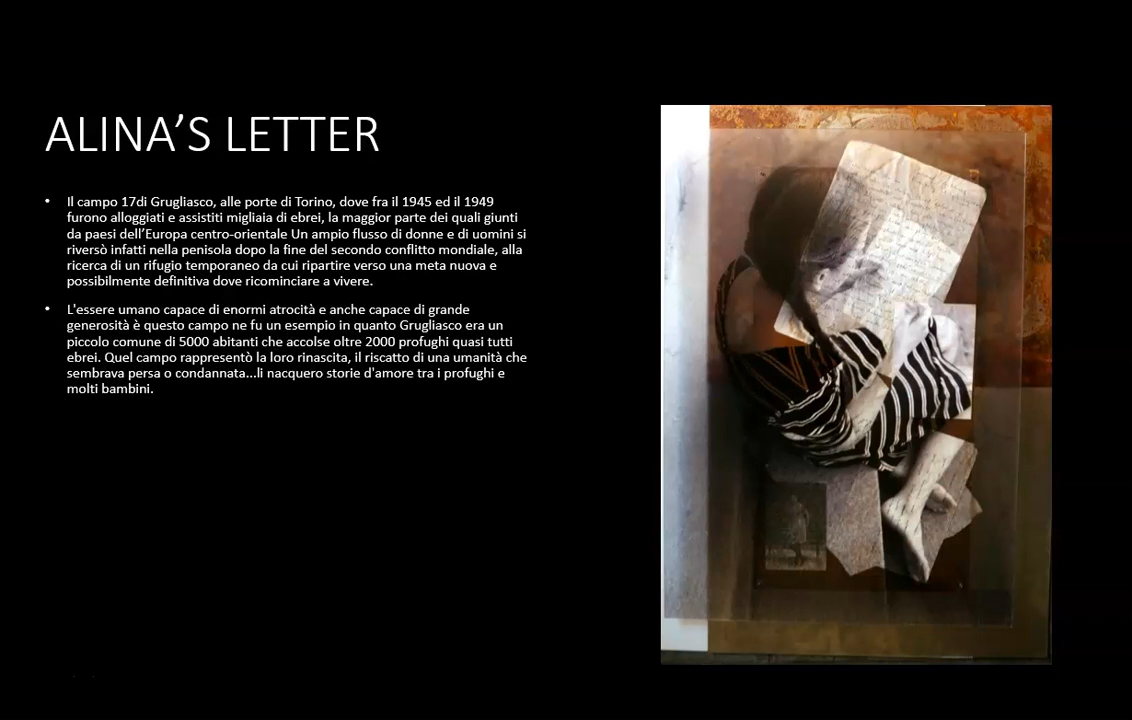 ALINA’S LETTER
• Il campo 17di Grugliasco, alle porte di Torino, dove fra il 1945 ed il 1949
furono alloggiati e assistiti migliaia di ebrei, la maggior parte dei quali giunti
da paesi dell’Europa centro-orientale Un ampio flusso di donne e di uomini si
riversò infatti nella penisola dopo la fine del secondo conflitto mondiale, alla
ricerca di un rifugio temporaneo da cui ripartire verso una meta nuova e
possibilmente definitiva dove ricominciare a vivere.
• L'essere umano capace di enormi atrocità e anche capace di grande
generosità è questo campo ne fu un esempio in quanto Grugliasco era un
piccolo comune di 5000 abitanti che accolse oltre 2000 profughi quasi tutti
ebrei. Quel campo rappresentò la loro rinascita, il riscatto di una umanità che
sembrava persa o condannata...li nacquero storie d'amore tra i profughi e
molti bambini.